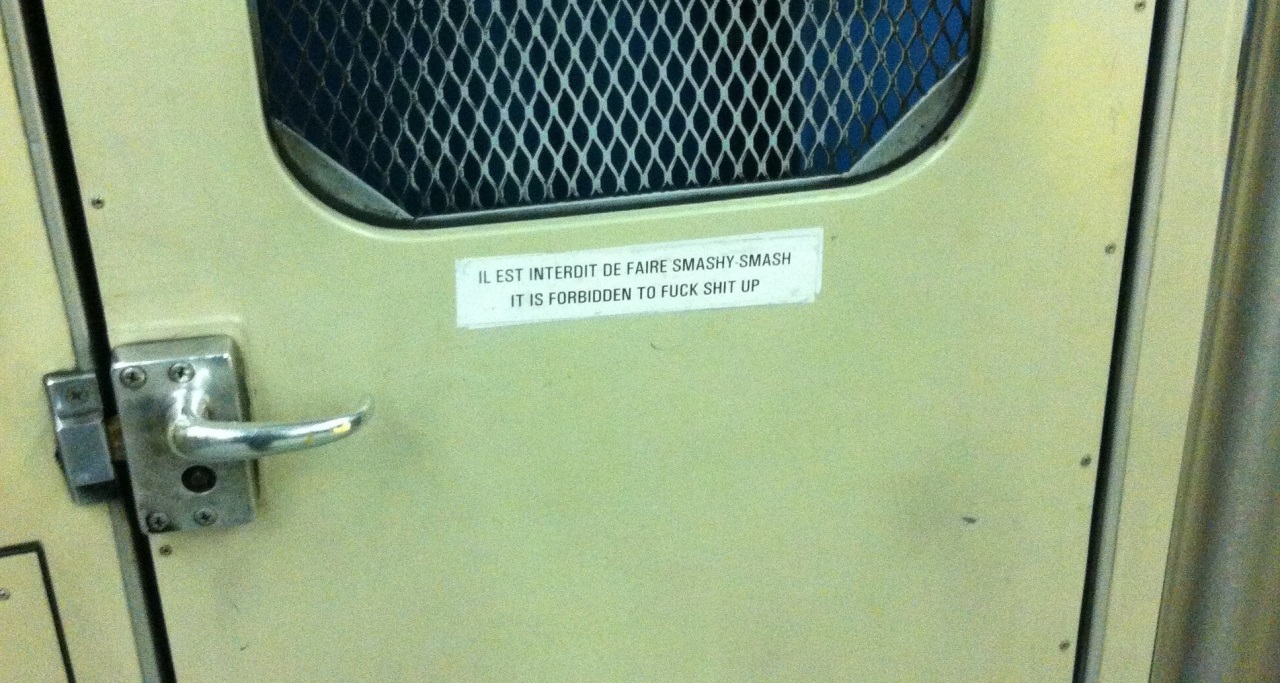 IL EST INTERDIT DE FAIRE SMASHY-SMASH
IT IS FORBIDDEN TO FUCK SHIT UP